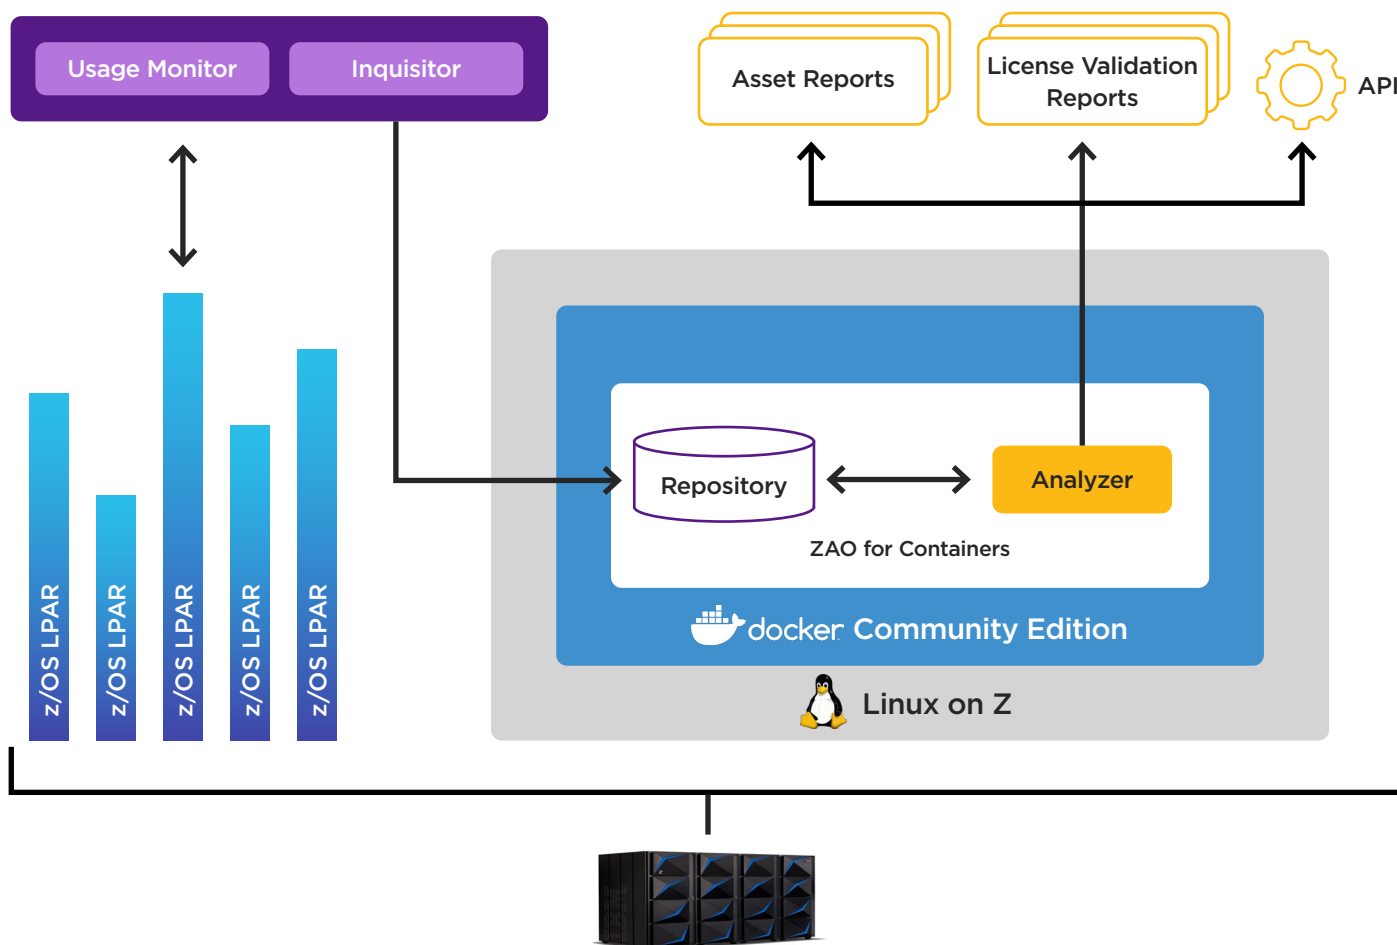 Usage Monitor
Inquisitor
Asset Reports
License Validation
Reports
API
z/OS LPAR
z/OS LPAR
z/OS LPAR
z/OS LPAR
z/OS LPAR
Repository
Analyzer
ZAO for Containers
docker Community Edition
Linux on Z